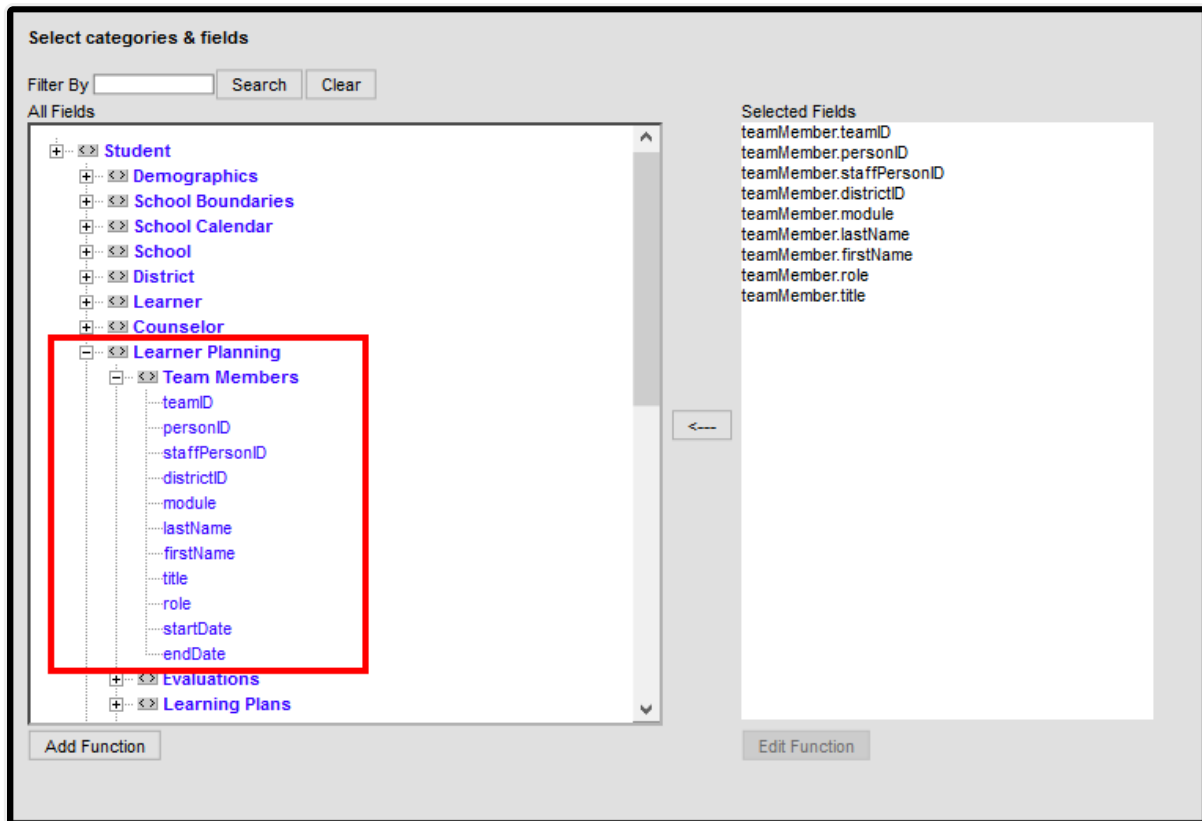 Select categories & fields
Filter By
Search
Clear
All Fields
Student
Demographics
School Boundaries
School Calendar
School
District
Learner
Counselor
Learner Planning
Team Members
teamID
personID
staffPersonID
districtID
module
lastName
firstName
title
role
startDate
endDate
Evaluations
Learning Plans
Add Function
<---
Selected Fields
teamMember.teamID
teamMember.personID
teamMember.staffPersonID
teamMember.districtID
teamMember.module
teamMember.lastName
teamMember.firstName
teamMember.role
teamMember.title
Edit Function